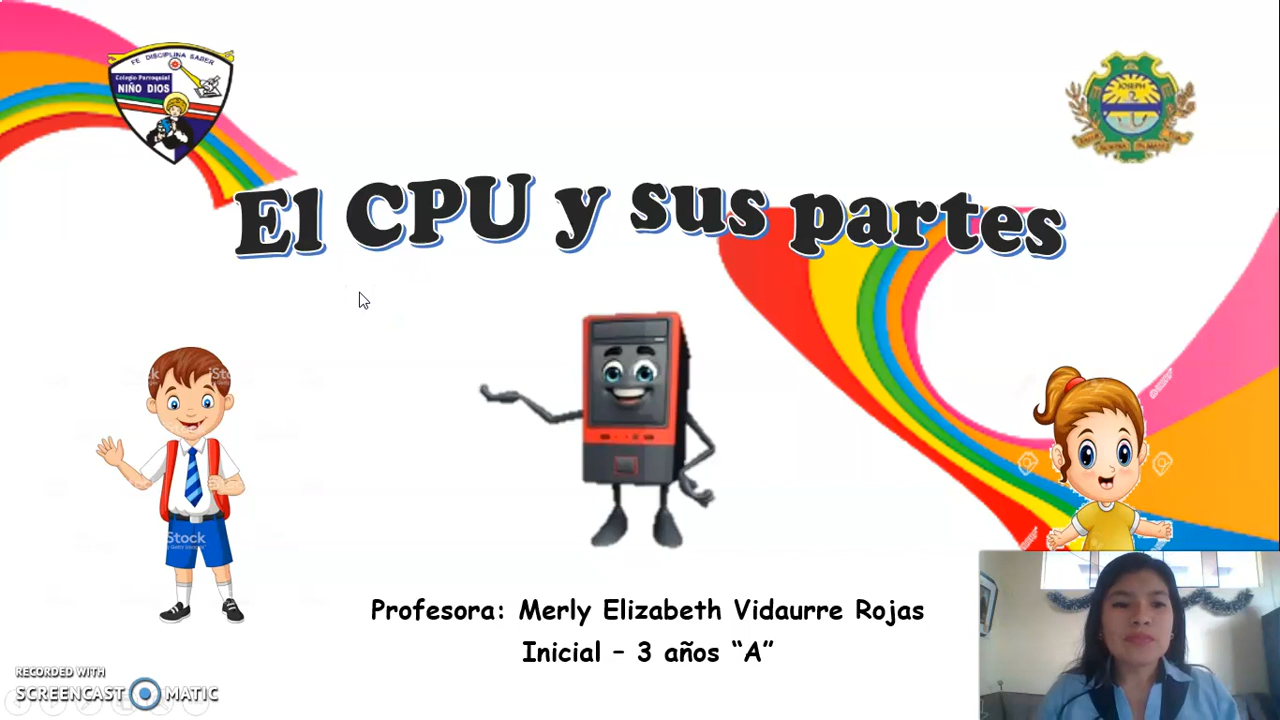 FE DISCIPLINA SABER
Colegio Parroquial
NIÑO DIOS
JOSEPH
El CPU y sus partes
iStock
Profesora: Merly Elizabeth Vidaurre Rojas
Inicial – 3 años “A”
RECORDED WITH
SCREENCAST MATIC